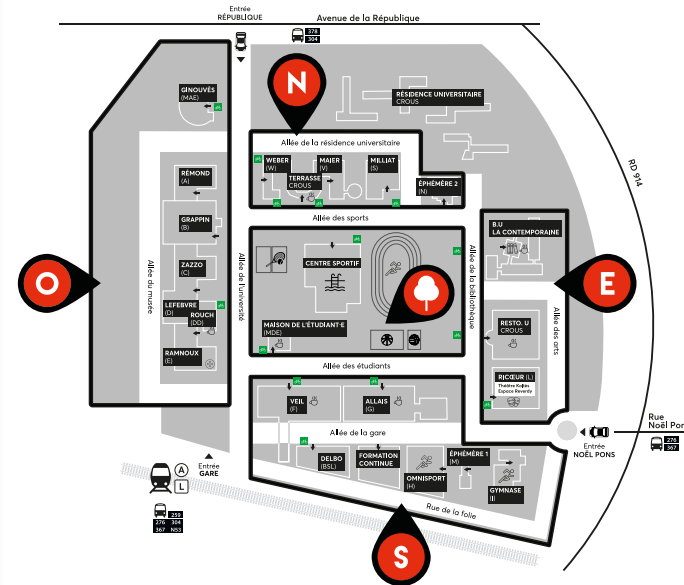 Entrée
RÉPUBLIQUE
Avenue de la République
378
304
GINOUVÈS
(MAE)
N
RÉSIDENCE UNIVERSITAIRE
CROUS
RD 914
Allée de la résidence universitaire
WEBER
(W)
MAIER
(V)
MILLIAT
(S)
TERRASSE
CROUS
ÉPHÉMÈRE 2
(N)
RÉMOND
(A)
GRAPPIN
(B)
ZAZZO
(C)
LEFEBVRE
(D)
ROUCH
(DD)
RAMNOUX
(E)
Allée du musée
Allée de l'université
O
Allée des sports
CENTRE SPORTIF
MAISON DE L'ÉTUDIANT·E
(MDE)
Allée de la bibliothèque
B.U
LA CONTEMPORAINE
E
RESTO. U
CROUS
Allée des arts
RICŒUR (L)
Théâtre Koltès
Espace Reverdy
Allée des étudiants
VEIL
(F)
ALLAIS
(G)
Allée de la gare
DELBO
(BSL)
FORMATION
CONTINUE
OMNISPORT
(H)
ÉPHÉMÈRE 1
(M)
GYMNASE
(I)
Rue de la folie
S
Entrée
NOËL PONS
Rue
Noël Pon
276
367
Entrée
GARE
A
L
259
276 304
367 N53